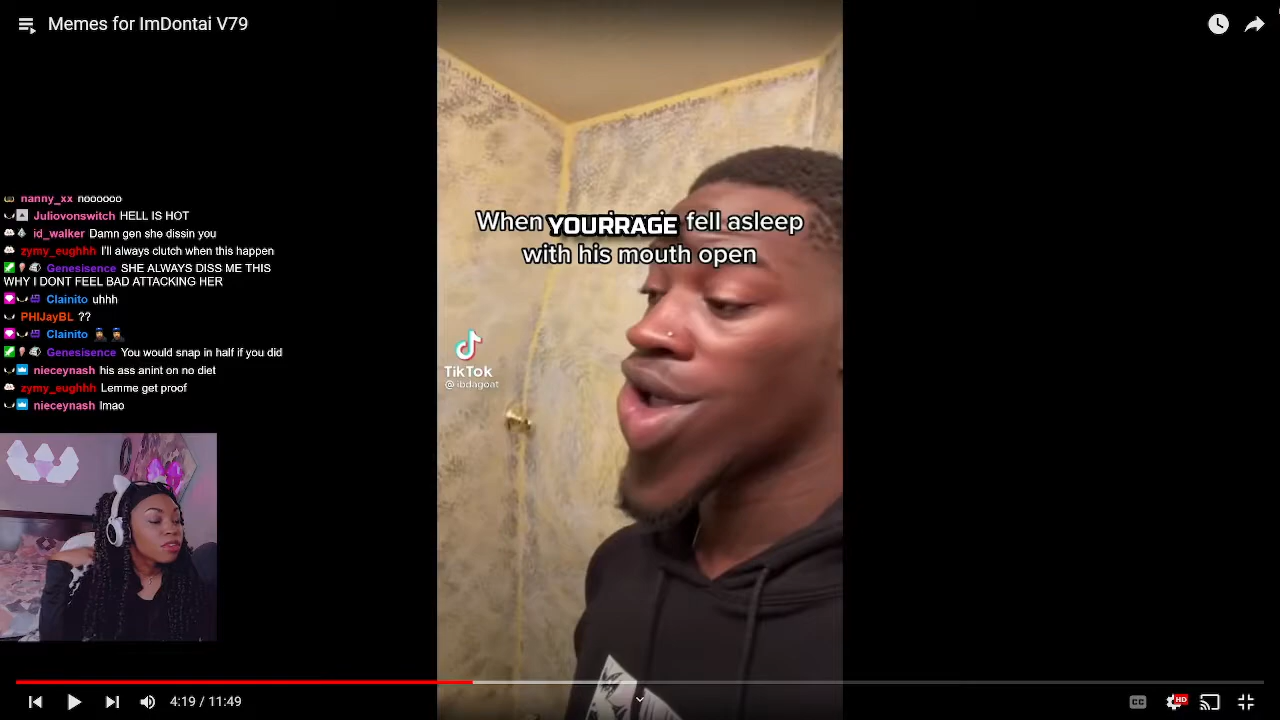 Memes for ImDontai V79
nanny_xx noooooo
Juliovonswitch HELL IS HOT
id_walker Damn gen she dissin you
zymy_eughhh I'll always clutch when this happen
Genesisence SHE ALWAYS DISS ME THIS
WHY I DONT FEEL BAD ATTACKING HER
Clainito uhhh
PHIJayBL ??
Clainito
Genesisence You would snap in half if you did
nieceynash his ass anint on no diet
zymy_eughhh Lemme get proof
nieceynash lmao
When YOURRAGE fell asleep
with his mouth open
TikTok
@ibdagoat
4:19 / 11:49
CC
HD